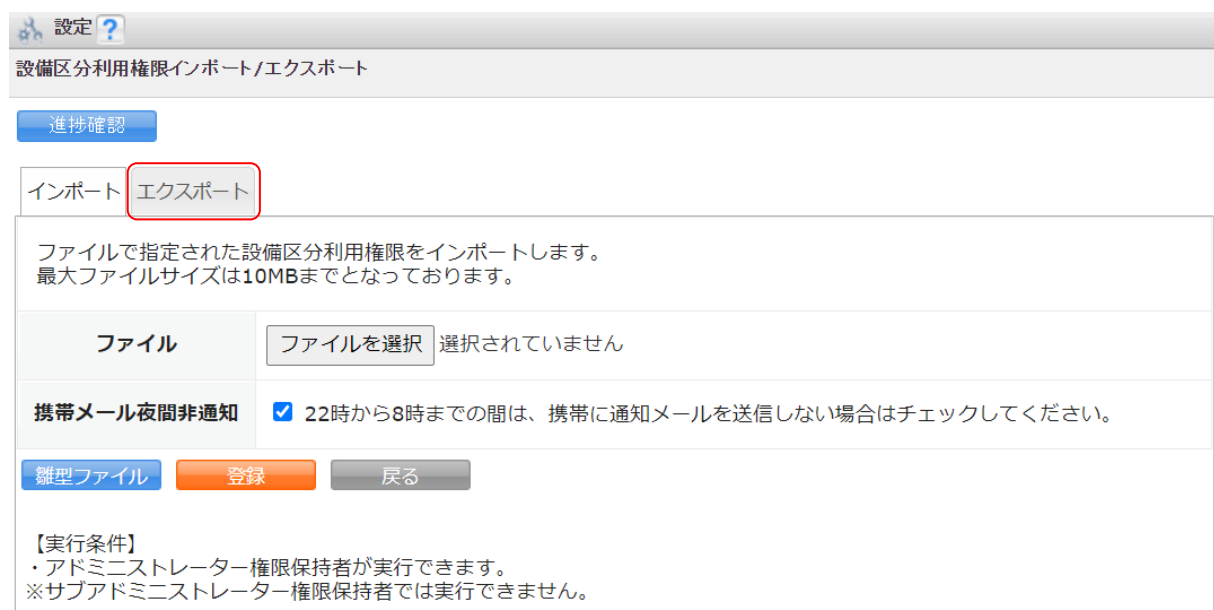 設定 ?
設備区分利用権限インポート/エクスポート
進捗確認
インポート エクスポート
ファイルで指定された設備区分利用権限をインポートします。
最大ファイルサイズは10MBまでとなっております。
ファイル ファイルを選択 選択されていません
携帯メール夜間非通知 22時から8時までの間は、携帯に通知メールを送信しない場合はチェックしてください。
雛型ファイル 登録 戻る
【実行条件】
・アドミニストレーター権限保持者が実行できます。
※サブアドミニストレーター権限保持者では実行できません。